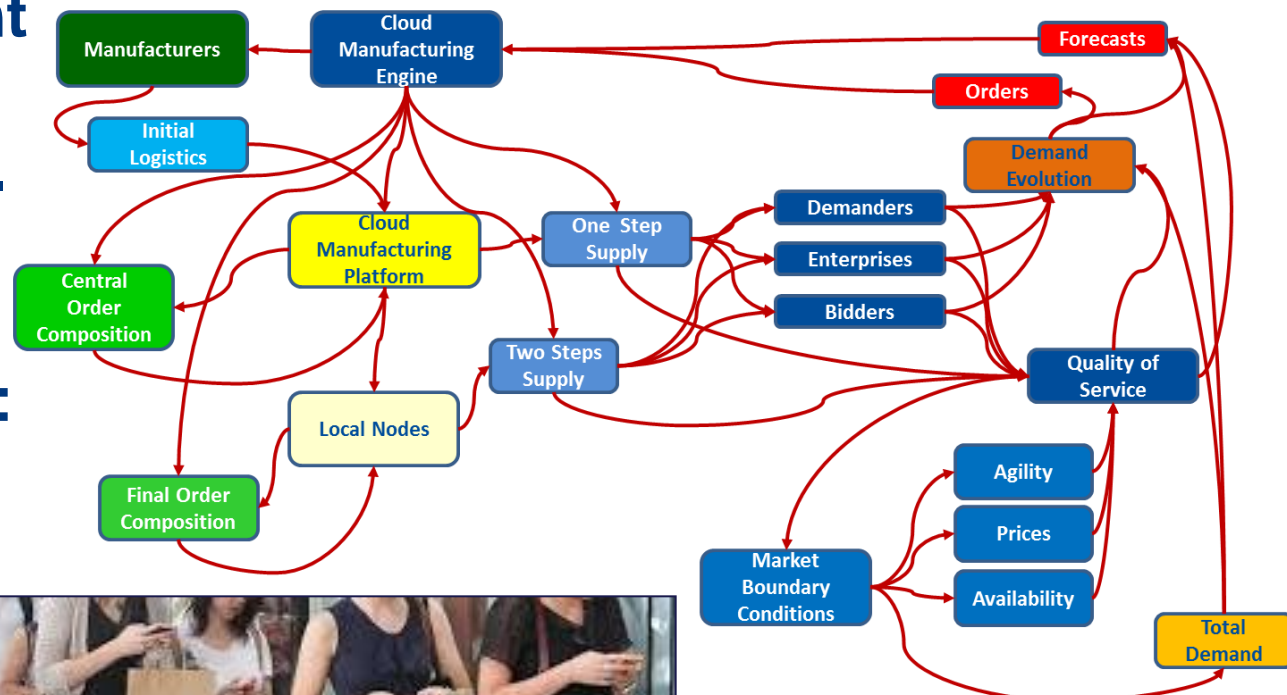 nt
Manufacturers
Cloud
Manufacturing
Engine
Forecasts
Orders
Initial
Logistics
Demand
Evolution
Cloud
Manufacturing
Platform
One Step
Supply
Demanders
Enterprises
Bidders
Central
Order
Composition
Two Steps
Supply
Quality of
Service
Local Nodes
Final Order
Composition
Agility
Prices
Availability
Market
Boundary
Conditions
Total
Demand